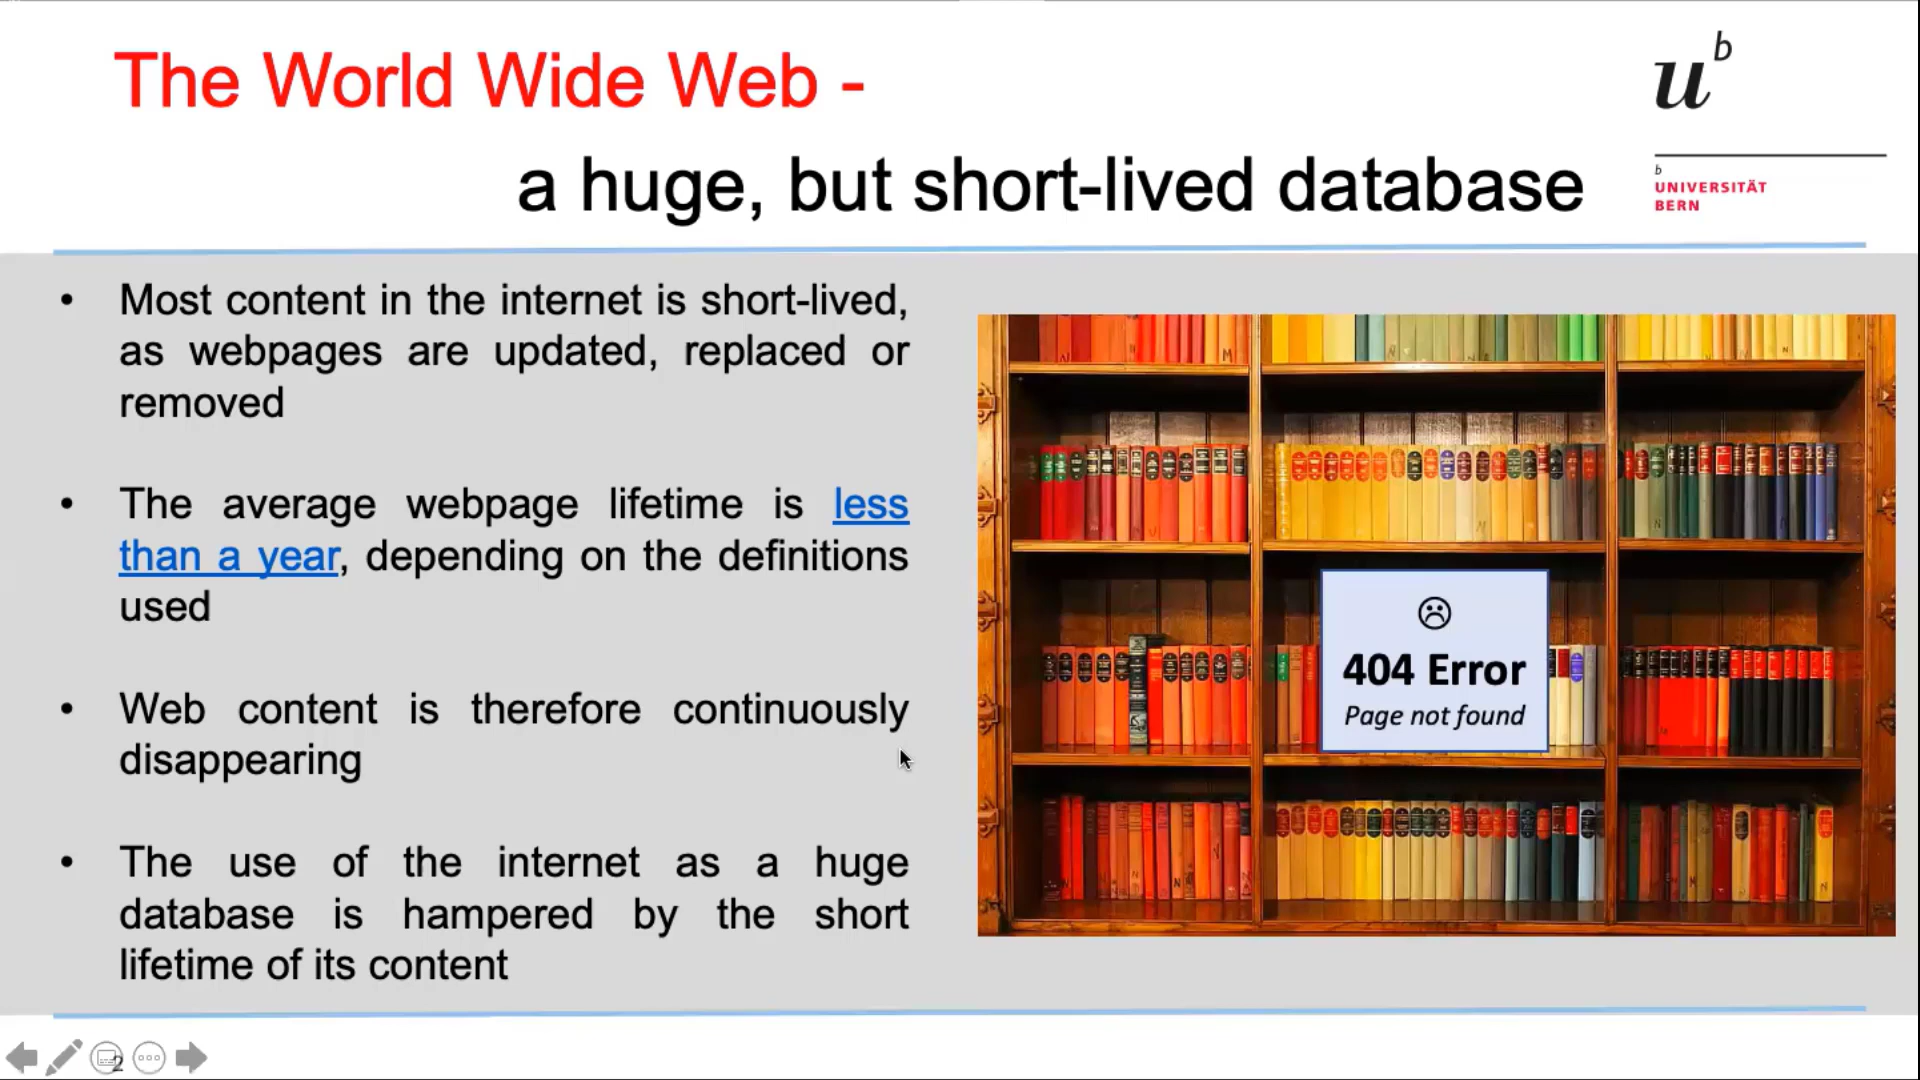 The World Wide Web -
a huge, but short-lived database
u
b
b
UNIVERSITÄT
BERN
• Most content in the internet is short-lived,
as webpages are updated, replaced or
removed
• The average webpage lifetime is less
than a year, depending on the definitions
used
• Web content is therefore continuously
disappearing
• The use of the internet as a huge
database is hampered by the short
lifetime of its content
404 Error
Page not found
2